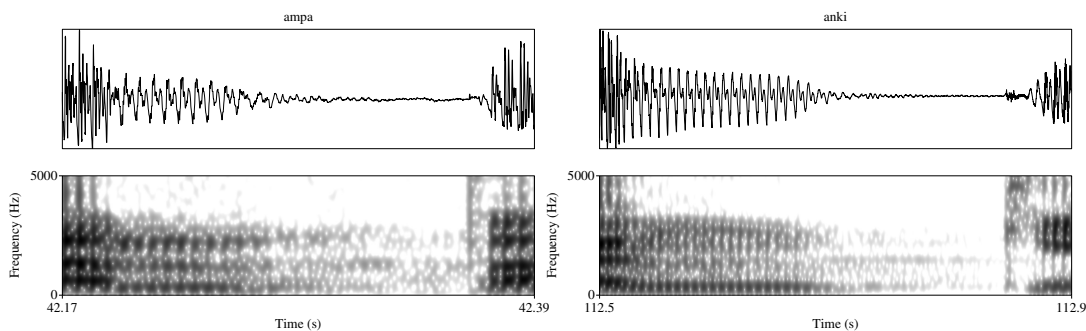 ampa
anki
5000
Frequency (Hz)
0
42.17
42.39
Time (s)
5000
Frequency (Hz)
0
112.5
112.9
Time (s)